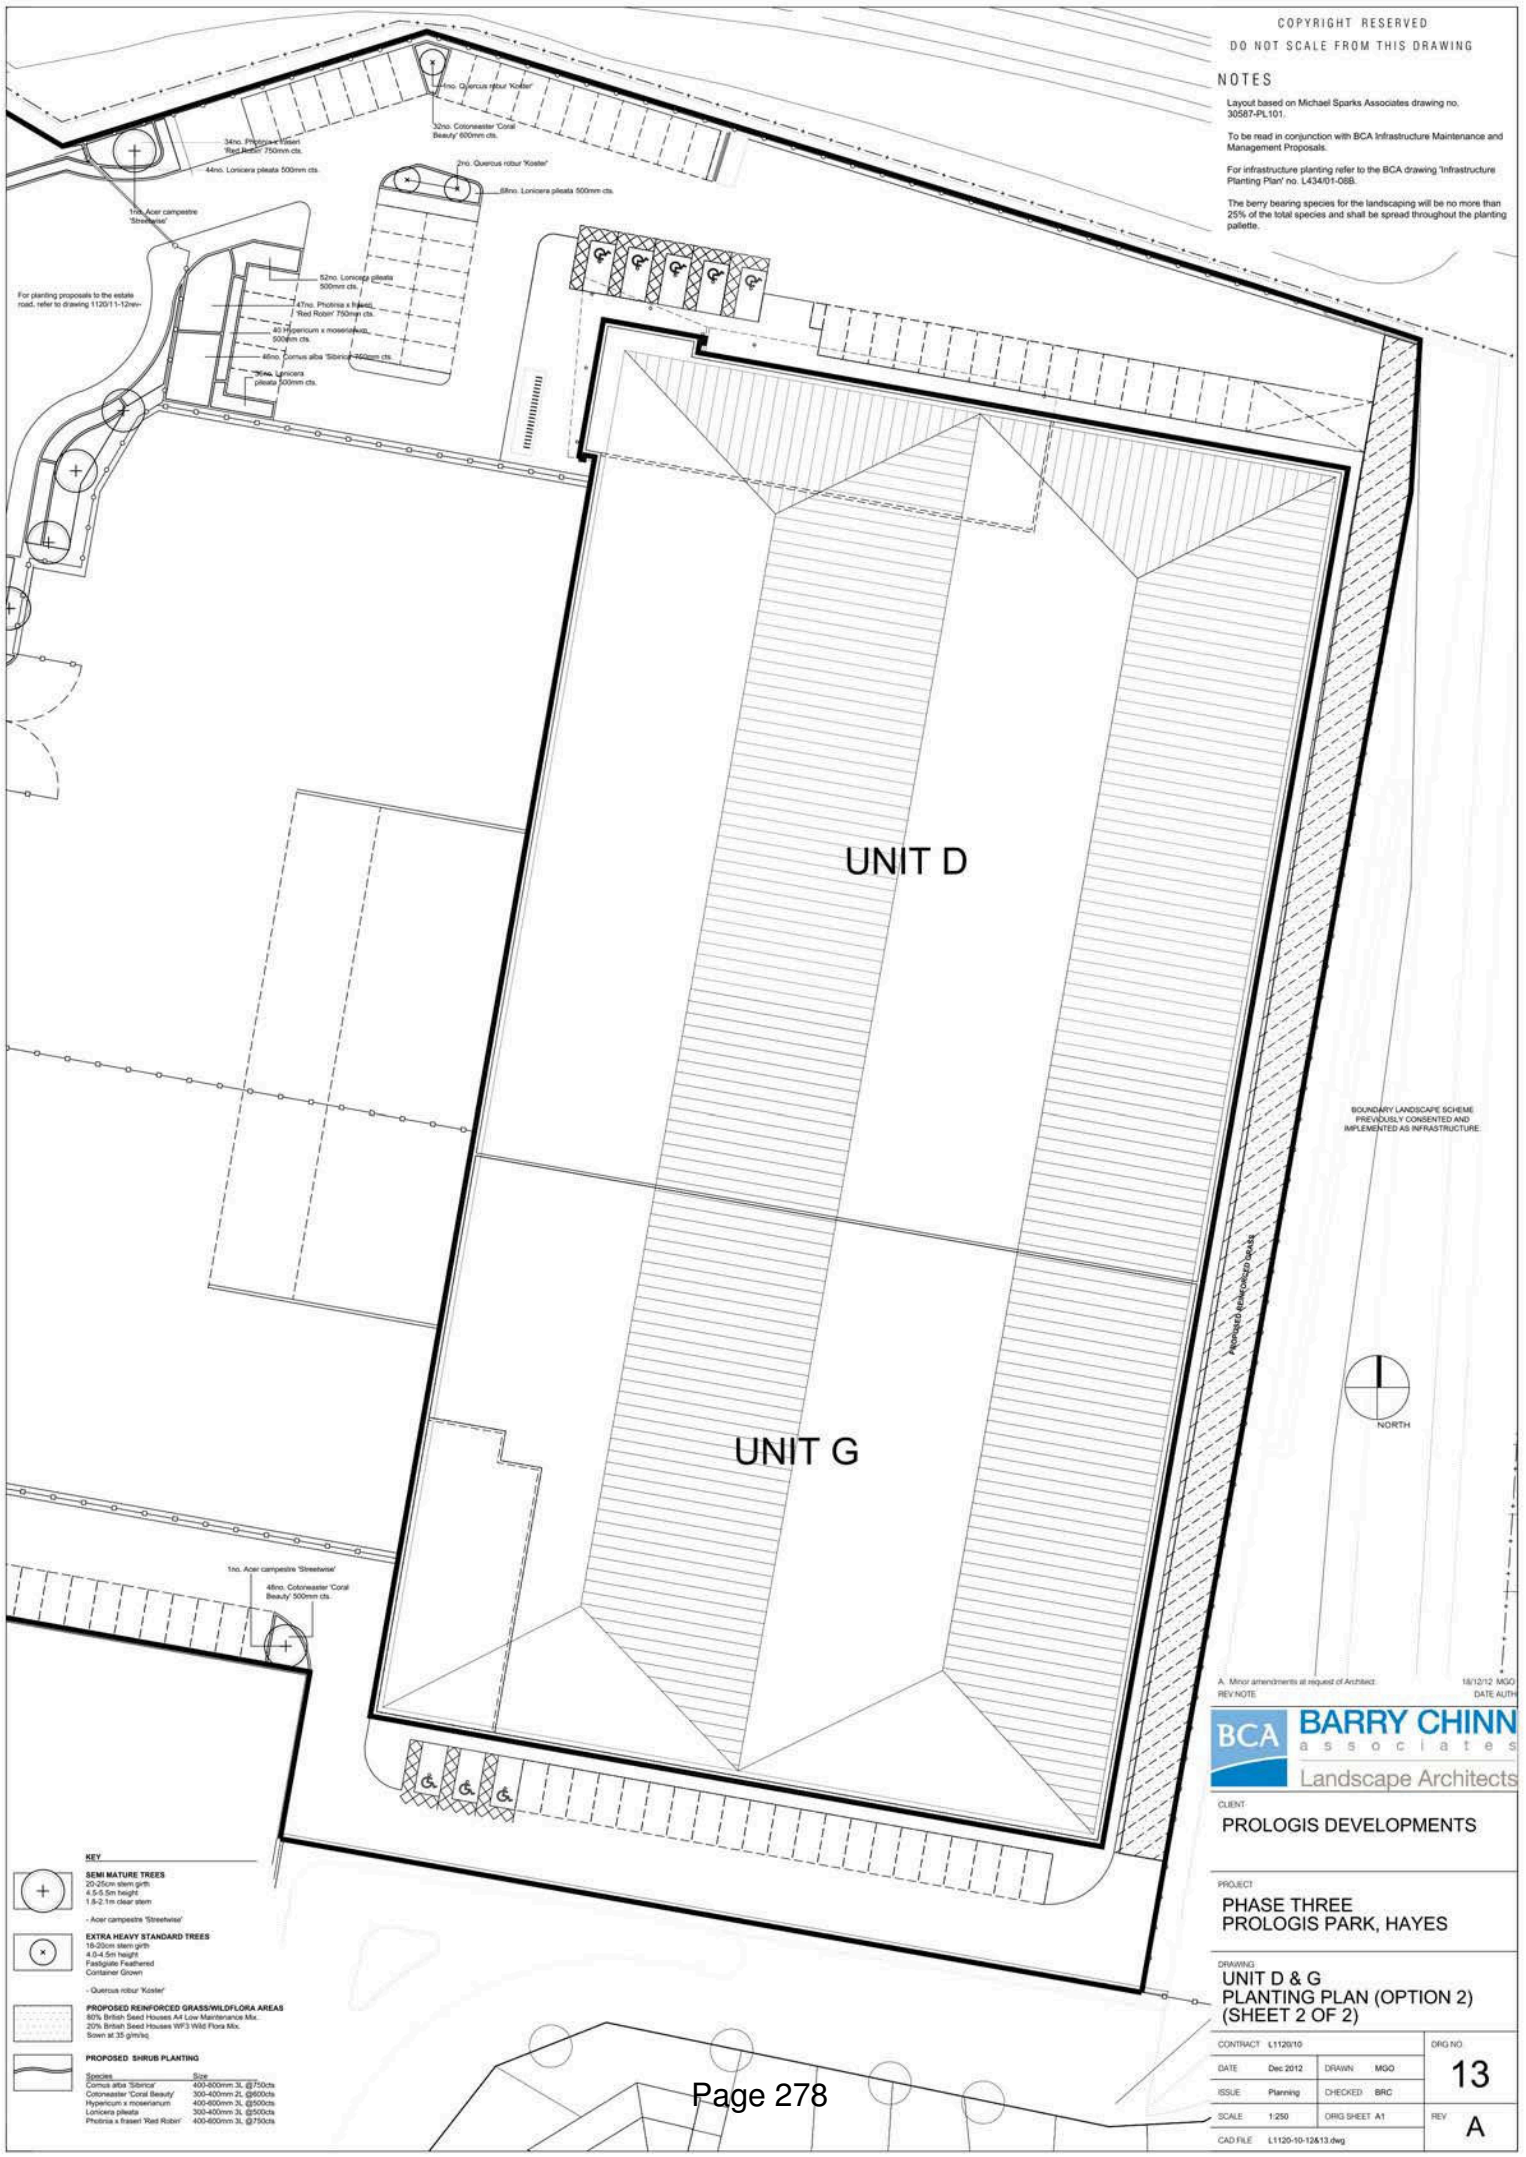 COPYRIGHT RESERVED
DO NOT SCALE FROM THIS DRAWING
NOTES
Layout based on Michael Sparks Associates drawing no.
30587-PL101.
To be read in conjunction with BCA Infrastructure Maintenance and
Management Proposals.
For infrastructure planting refer to the BCA drawing 'Infrastructure
Planting Plan' no. L434/01-08B.
The berry bearing species for the landscaping will be no more than
25% of the total species and shall be spread throughout the planting
pallette.
1no. Quercus robur 'Koster'
32no. Cotoneaster 'Coral
Beauty' 600mm cts.
34no. Photinia x fraseri
'Red Robin' 750mm cts.
44no. Lonicera pileata 500mm cts.
2no. Quercus robur 'Koster'
68no. Lonicera pileata 500mm cts.
1no. Acer campestre
'Streetwise'
For planting proposals to the estate
road, refer to drawing 1120/11-12rev-
52no. Lonicera pileata
500mm cts.
47no. Photinia x fraseri
'Red Robin' 750mm cts.
40 Hypericum x moserianum
500mm cts.
46no. Cornus alba 'Sibirica' 750mm cts.
Lonicera
pileata 500mm cts.
UNIT D
BOUNDARY LANDSCAPE SCHEME
PREVIOUSLY CONSENTED AND
IMPLEMENTED AS INFRASTRUCTURE
PROPOSED REINFORCED GRASS
NORTH
UNIT G
1no. Acer campestre 'Streetwise'
48no. Cotoneaster 'Coral
Beauty' 500mm cts.
A. Minor amendments at request of Architect. 18/12/12 MGO
REV NOTE DATE AUTH
BCA BARRY CHINN
associates
Landscape Architects
CLIENT
PROLOGIS DEVELOPMENTS
PROJECT
PHASE THREE
PROLOGIS PARK, HAYES
DRAWING
UNIT D & G
PLANTING PLAN (OPTION 2)
(SHEET 2 OF 2)
CONTRACT L1120/10 DRG NO.
DATE Dec 2012 DRAWN MGO 13
ISSUE Planning CHECKED BRC
SCALE 1:250 ORIG SHEET A1 REV A
CAD FILE L1120-10-12&13.dwg
KEY
SEMI MATURE TREES
20-25cm stem girth
4.5-5.5m height
1.8-2.1m clear stem
- Acer campestre 'Streetwise'
EXTRA HEAVY STANDARD TREES
16-20cm stem girth
4.0-4.5m height
Fastigiate Feathered
Container Grown
- Quercus robur 'Koster'
PROPOSED REINFORCED GRASS/WILDFLORA AREAS
80% British Seed Houses A4 Low Maintenance Mix.
20% British Seed Houses WF3 Wild Flora Mix.
Sown at 35 g/m/sq
PROPOSED SHRUB PLANTING
Species Size
Cornus alba 'Sibirica' 400-600mm 3L @750cts
Cotoneaster 'Coral Beauty' 300-400mm 2L @600cts
Hypericum x moserianum 400-600mm 3L @500cts
Lonicera pileata 300-400mm 3L @500cts
Photinia x fraseri 'Red Robin' 400-600mm 3L @750cts
Page 278